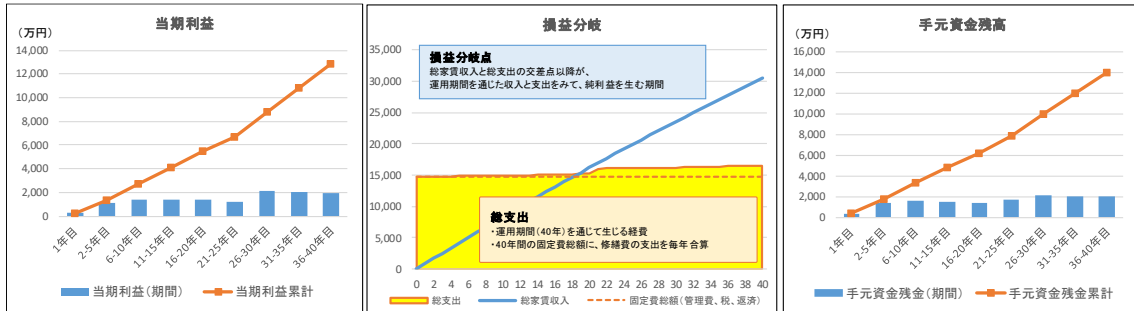 当期利益
(万円)
14,000
12,000
10,000
8,000
6,000
4,000
2,000
0
1年目
2-5年目
6-10年目
11-15年目
16-20年目
21-25年目
26-30年目
31-35年目
36-40年目
当期利益(期間)
当期利益累計
損益分岐
35,000
30,000
25,000
20,000
15,000
10,000
5,000
0
損益分岐点
総家賃収入と総支出の交差点以降が、
運用期間を通じた収入と支出をみて、純利益を生む期間
総支出
・運用期間(40年)を通じて生じる経費
・40年間の固定費総額に、修繕費の支出を毎年合算
0 2 4 6 8 10 12 14 16 18 20 22 24 26 28 30 32 34 36 38 40
総支出
総家賃収入
固定費総額(管理費、税、返済)
手元資金残高
(万円)
16,000
14,000
12,000
10,000
8,000
6,000
4,000
2,000
0
1年目
2-5年目
6-10年目
11-15年目
16-20年目
21-25年目
26-30年目
31-35年目
36-40年目
手元資金残金(期間)
手元資金残金累計